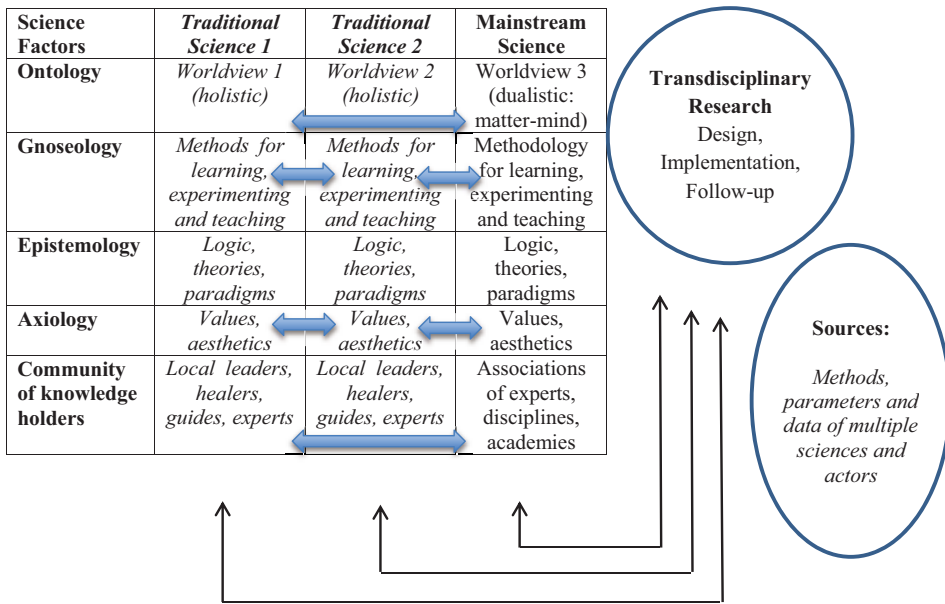 Science Factors
Traditional Science 1
Traditional Science 2
Mainstream Science
Ontology
Worldview 1
(holistic)
Worldview 2
(holistic)
Worldview 3
(dualistic:
matter-mind)
Gnoseology
Methods for
learning,
experimenting
and teaching
Methods for
learning,
experimenting
and teaching
Methodology
for learning,
experimenting
and teaching
Epistemology
Logic,
theories,
paradigms
Logic,
theories,
paradigms
Logic,
theories,
paradigms
Axiology
Values,
aesthetics
Values,
aesthetics
Values,
aesthetics
Community
of knowledge
holders
Local leaders,
healers,
guides, experts
Local leaders,
healers,
guides, experts
Associations
of experts,
disciplines,
academies
Transdisciplinary
Research
Design,
Implementation,
Follow-up
Sources:
Methods,
parameters and
data of multiple
sciences and
actors